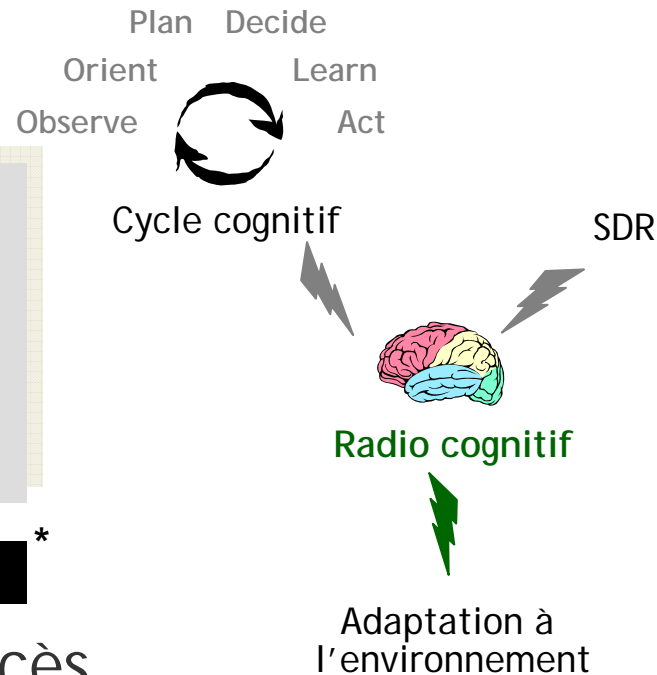 Plan Decide
Orient Learn
Observe Act
Cycle cognitif
SDR
Radio cognitif
*
Adaptation à
l’environnement